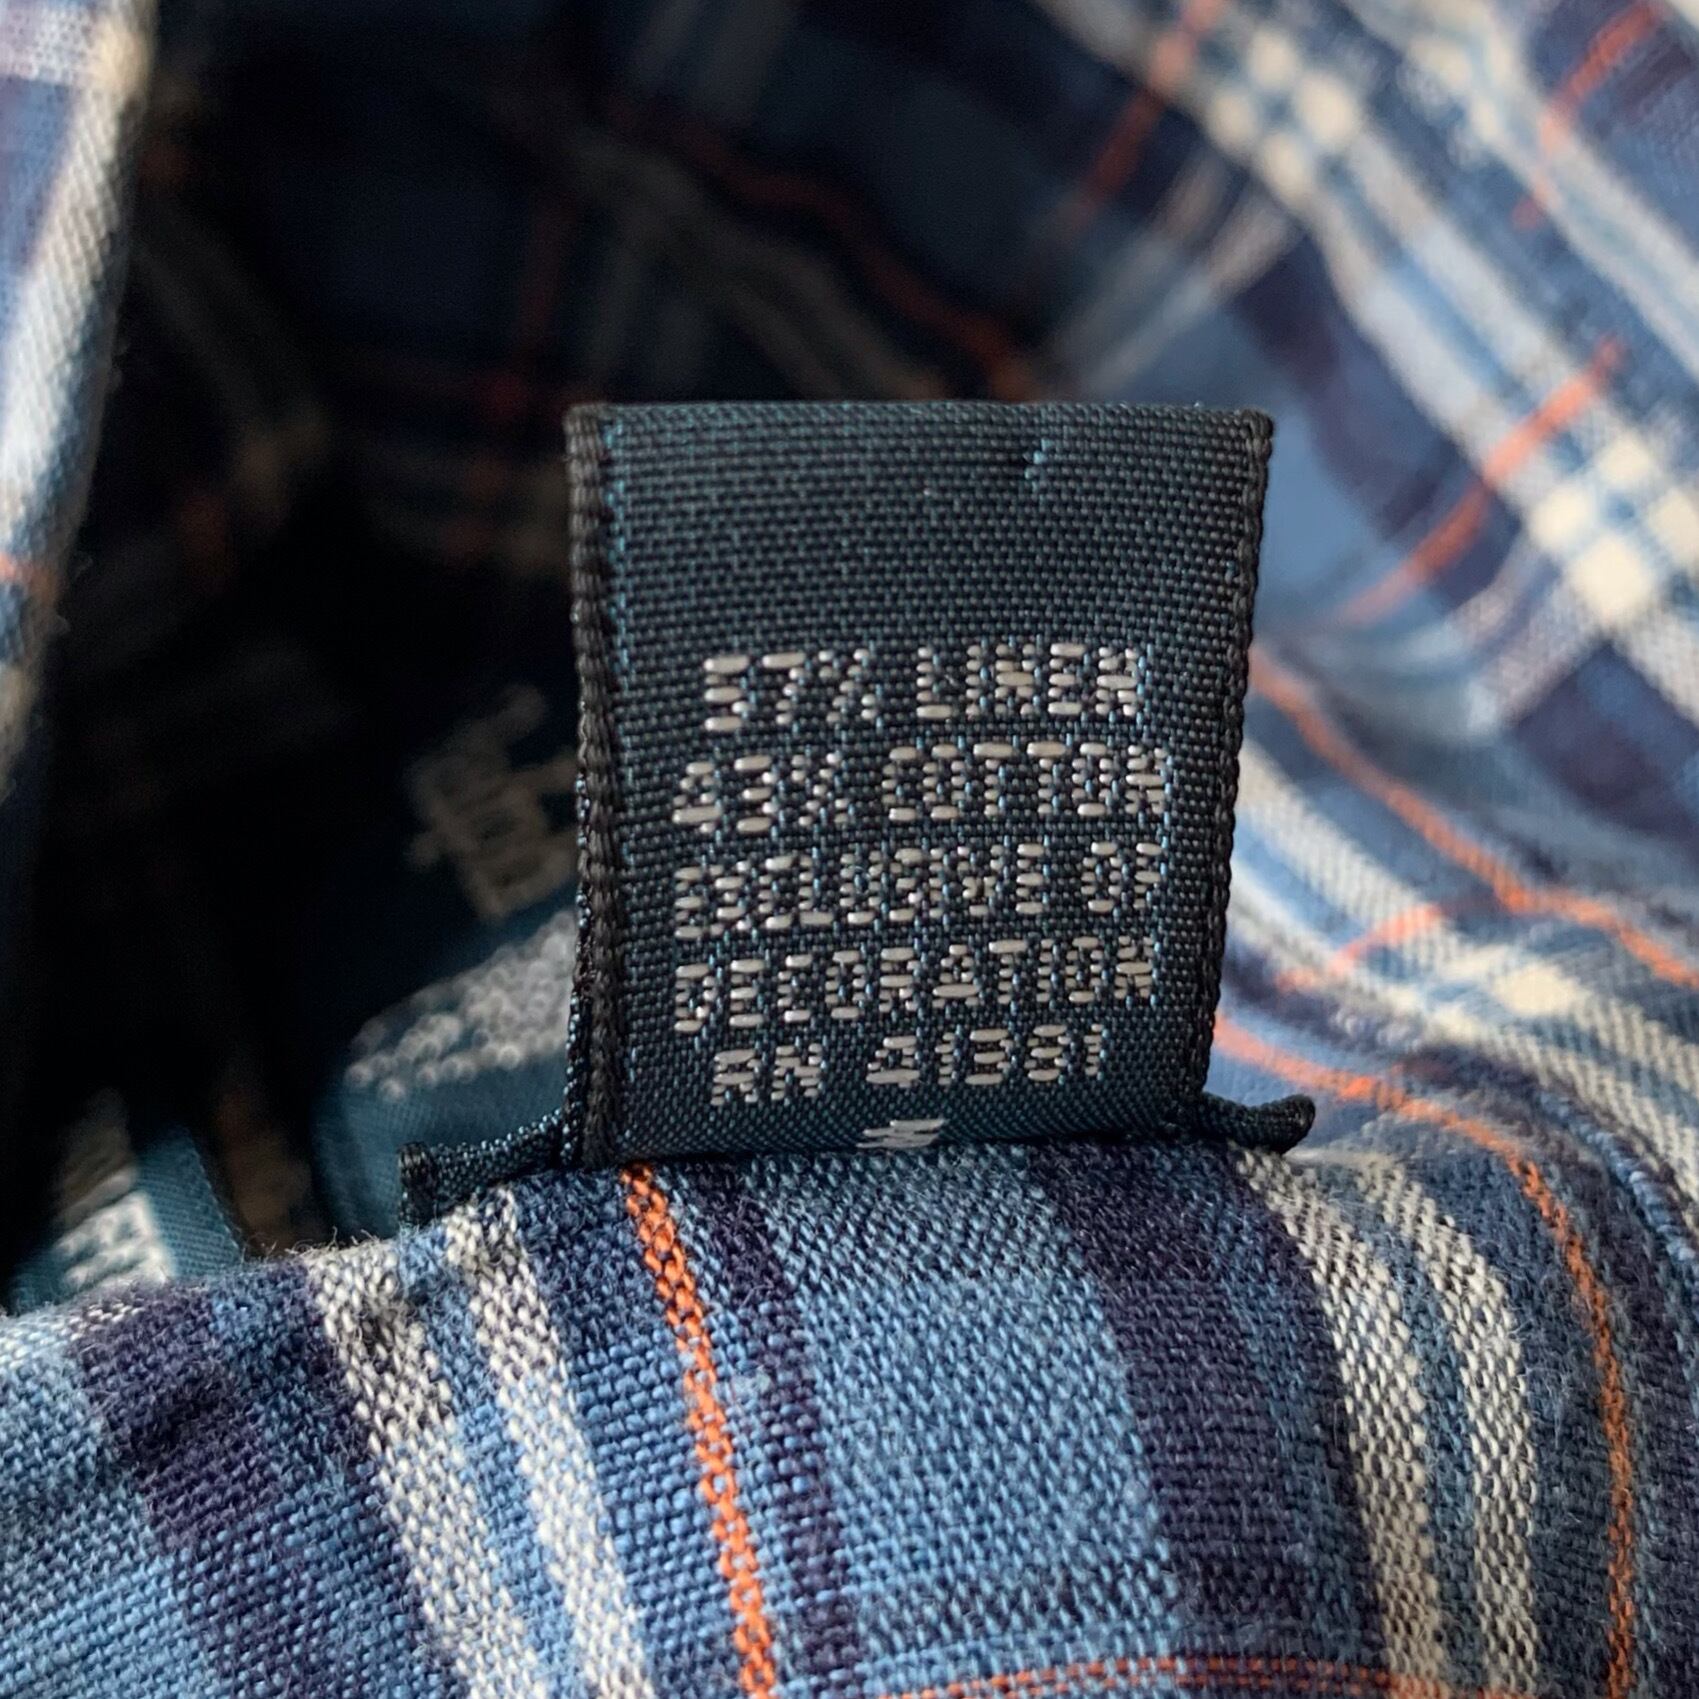 57% LINEN
43% COTTON
EXCLUSIVE OF
DECORATION
RN 41381